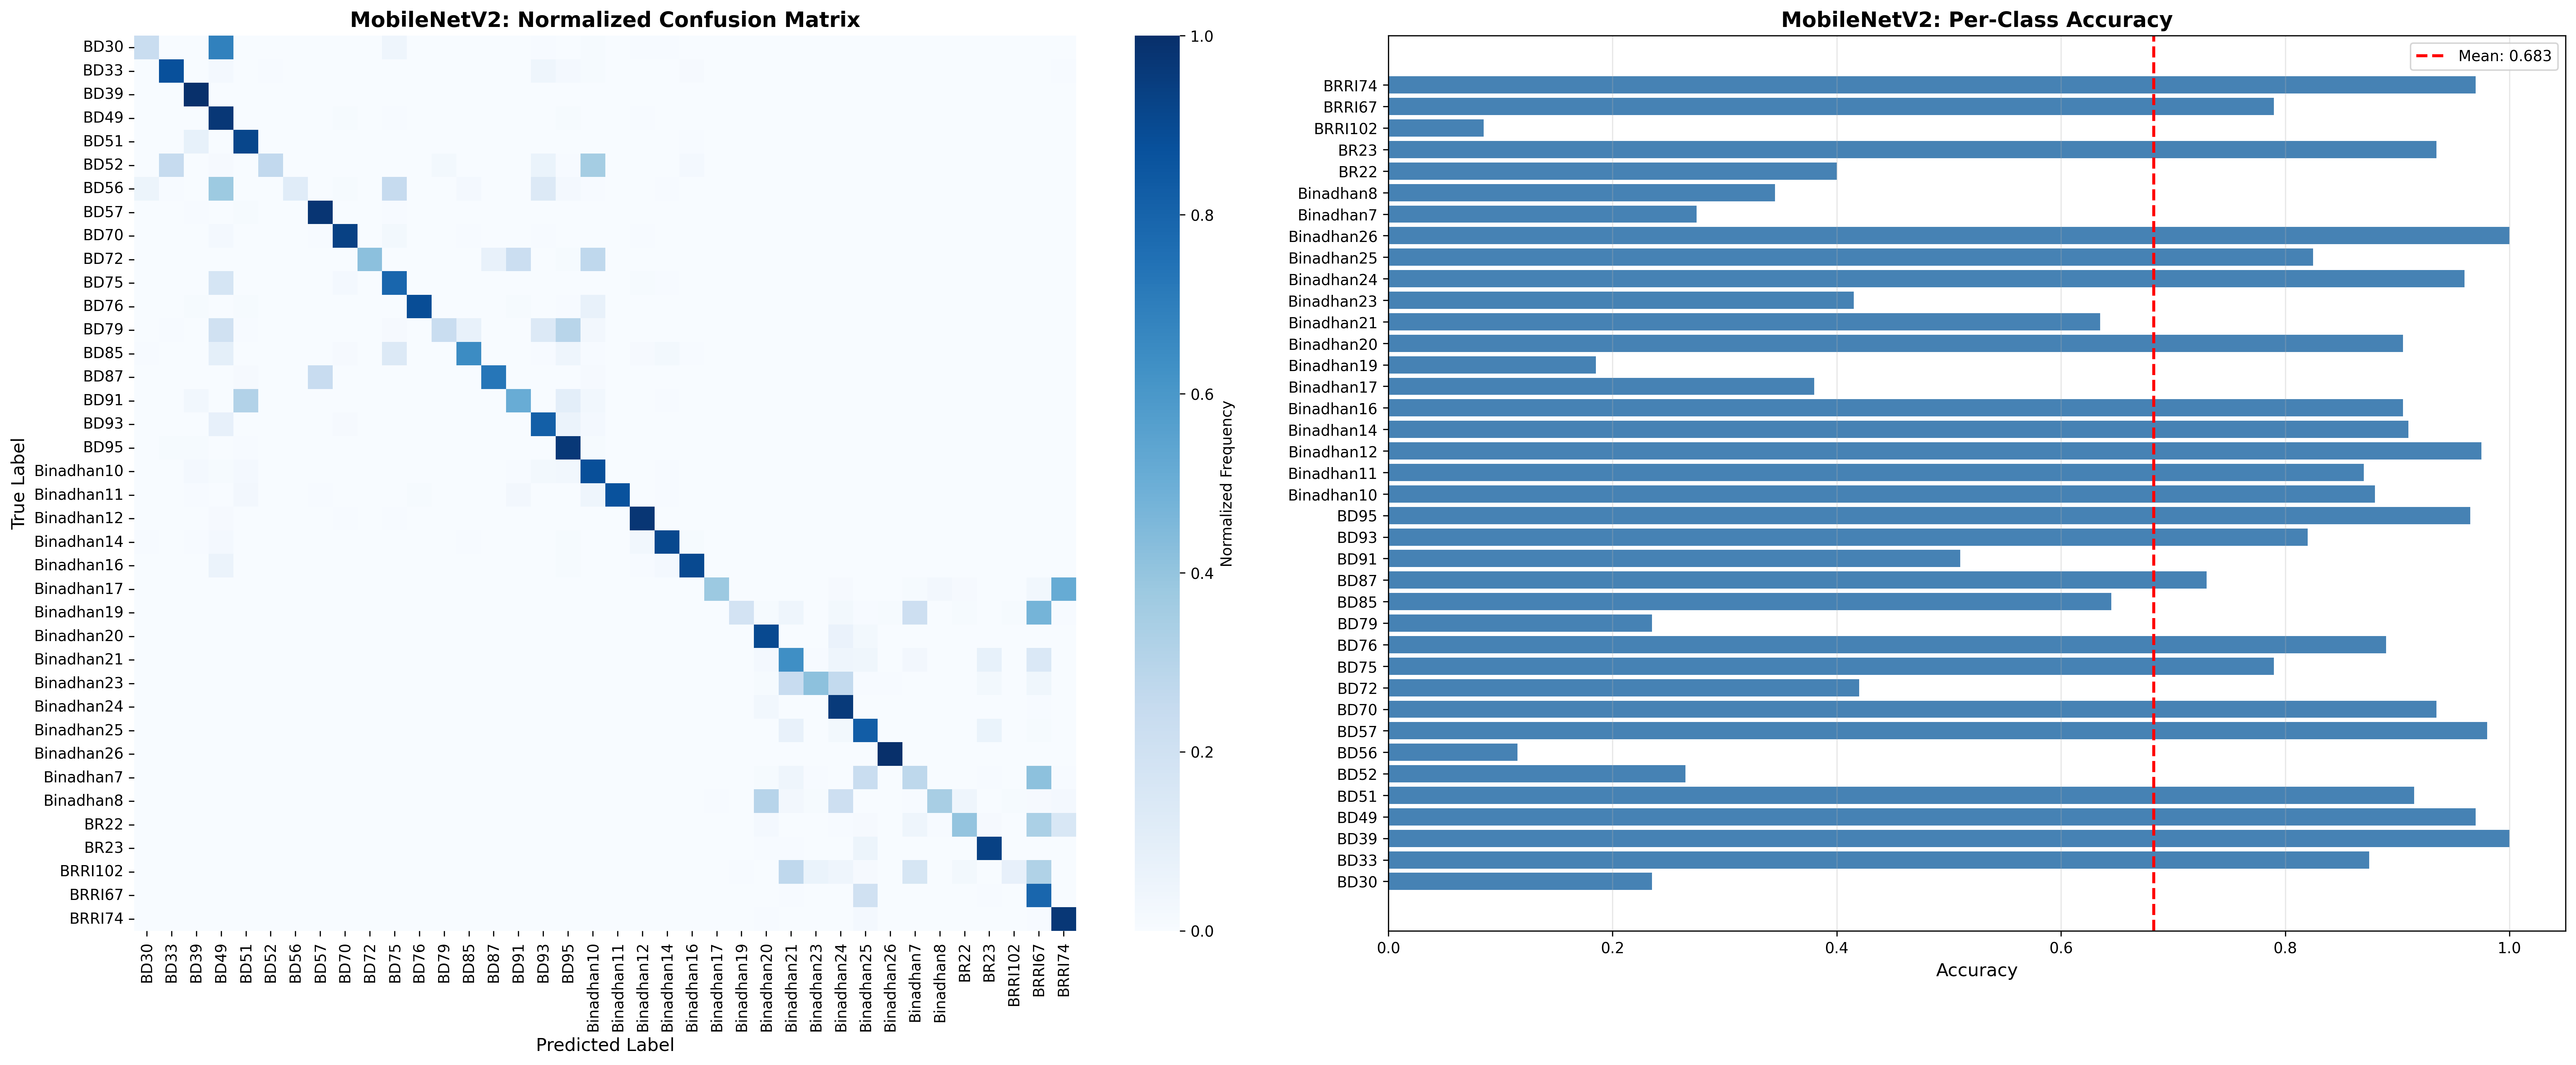 MobileNetV2: Normalized Confusion Matrix
True Label
BD30
BD33
BD39
BD49
BD51
BD52
BD56
BD57
BD70
BD72
BD75
BD76
BD79
BD85
BD87
BD91
BD93
BD95
Binadhan10
Binadhan11
Binadhan12
Binadhan14
Binadhan16
Binadhan17
Binadhan19
Binadhan20
Binadhan21
Binadhan23
Binadhan24
Binadhan25
Binadhan26
Binadhan7
Binadhan8
BR22
BR23
BRRI102
BRRI67
BRRI74
BD30
BD33
BD39
BD49
BD51
BD52
BD56
BD57
BD70
BD72
BD75
BD76
BD79
BD85
BD87
BD91
BD93
BD95
Binadhan10
Binadhan11
Binadhan12
Binadhan14
Binadhan16
Binadhan17
Binadhan19
Binadhan20
Binadhan21
Binadhan23
Binadhan24
Binadhan25
Binadhan26
Binadhan7
Binadhan8
BR22
BR23
BRRI102
BRRI67
BRRI74
Predicted Label
1.0
0.8
0.6
0.4
0.2
0.0
Normalized Frequency
MobileNetV2: Per-Class Accuracy
Mean: 0.683
BRRI74
BRRI67
BRRI102
BR23
BR22
Binadhan8
Binadhan7
Binadhan26
Binadhan25
Binadhan24
Binadhan23
Binadhan21
Binadhan20
Binadhan19
Binadhan17
Binadhan16
Binadhan14
Binadhan12
Binadhan11
Binadhan10
BD95
BD93
BD91
BD87
BD85
BD79
BD76
BD75
BD72
BD70
BD57
BD56
BD52
BD51
BD49
BD39
BD33
BD30
0.0 0.2 0.4 0.6 0.8 1.0
Accuracy